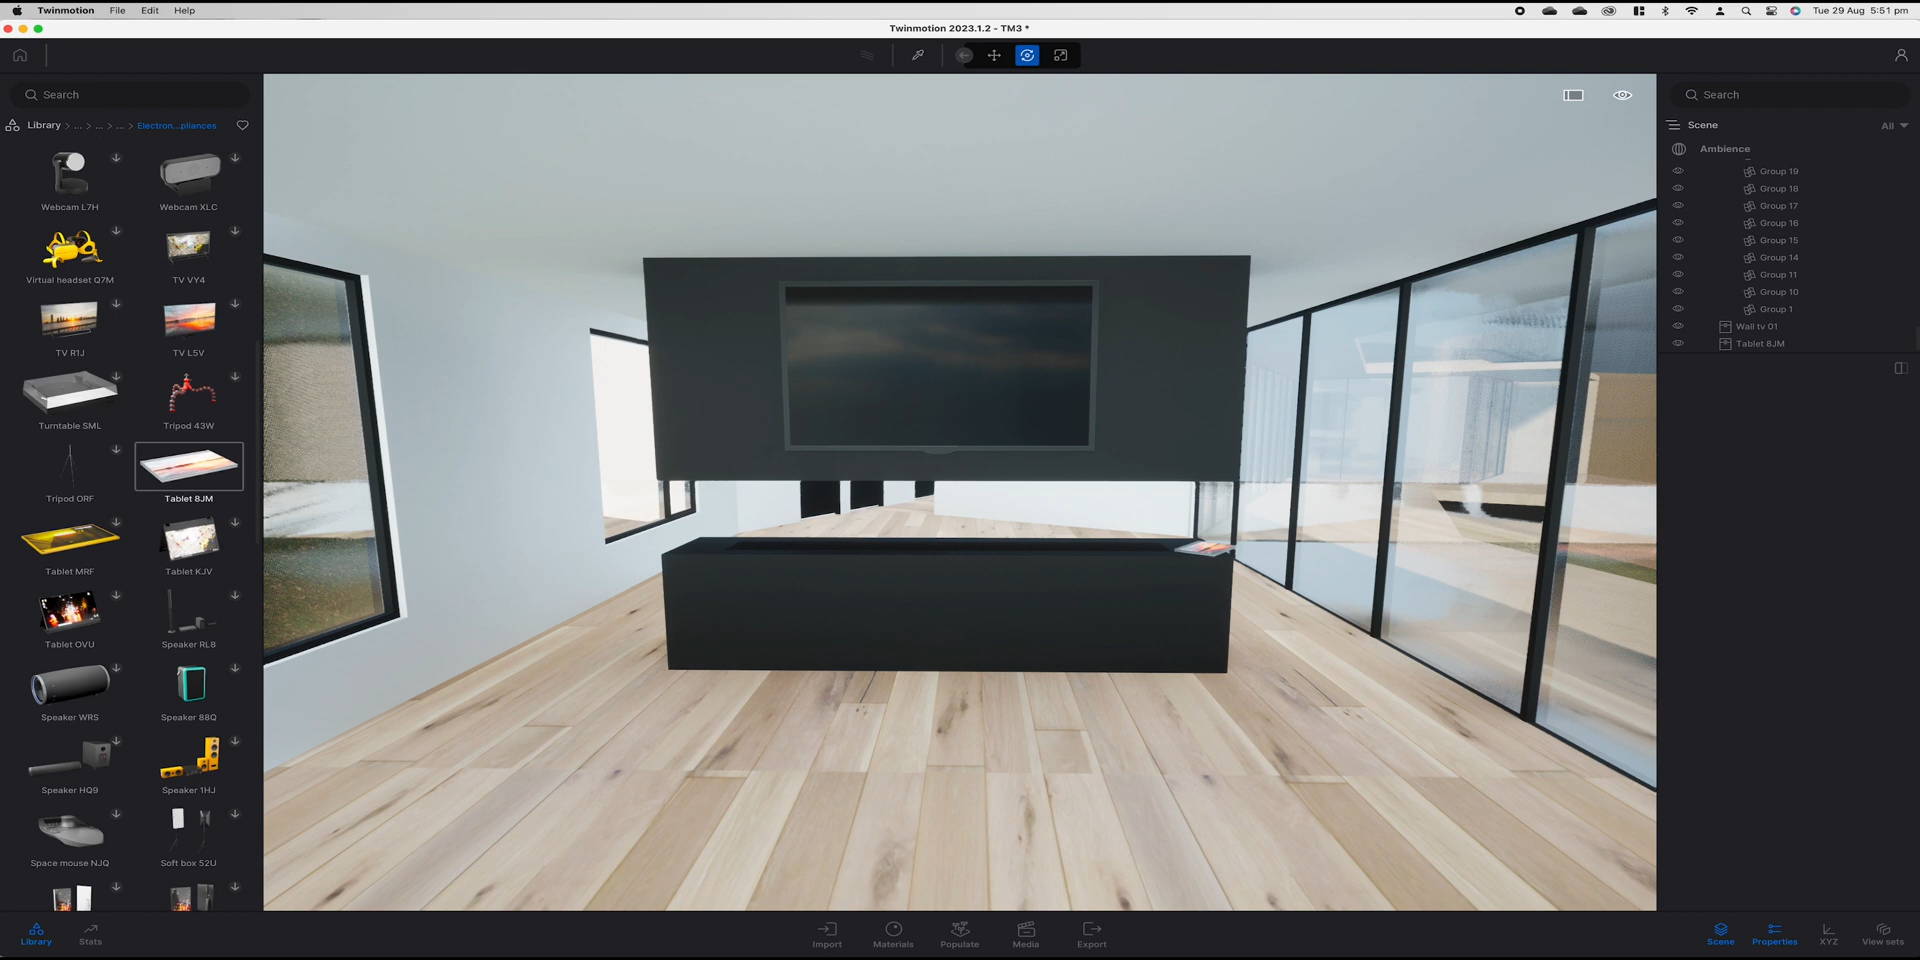 Twinmotion File Edit Help
Tue 29 Aug 5:51 pm
Twinmotion 2023.1.2 - TM3 *
Search
Library > ... > ... > ... > Electron...pliances
Webcam L7H Webcam XLC
Virtual headset Q7M TV VY4
TV R1J TV L5V
Turntable SML Tripod 43W
Tripod ORF Tablet 8JM
Tablet MRF Tablet KJV
Tablet OVU Speaker RL8
Speaker WRS Speaker 88Q
Speaker HQ9 Speaker 1HJ
Space mouse NJQ Soft box 52U
Search
Scene All
Ambience
Group 19
Group 18
Group 17
Group 16
Group 15
Group 14
Group 11
Group 10
Group 1
Wall tv 01
Tablet 8JM
Library Stats Import Materials Populate Media Export Scene Properties XYZ View sets